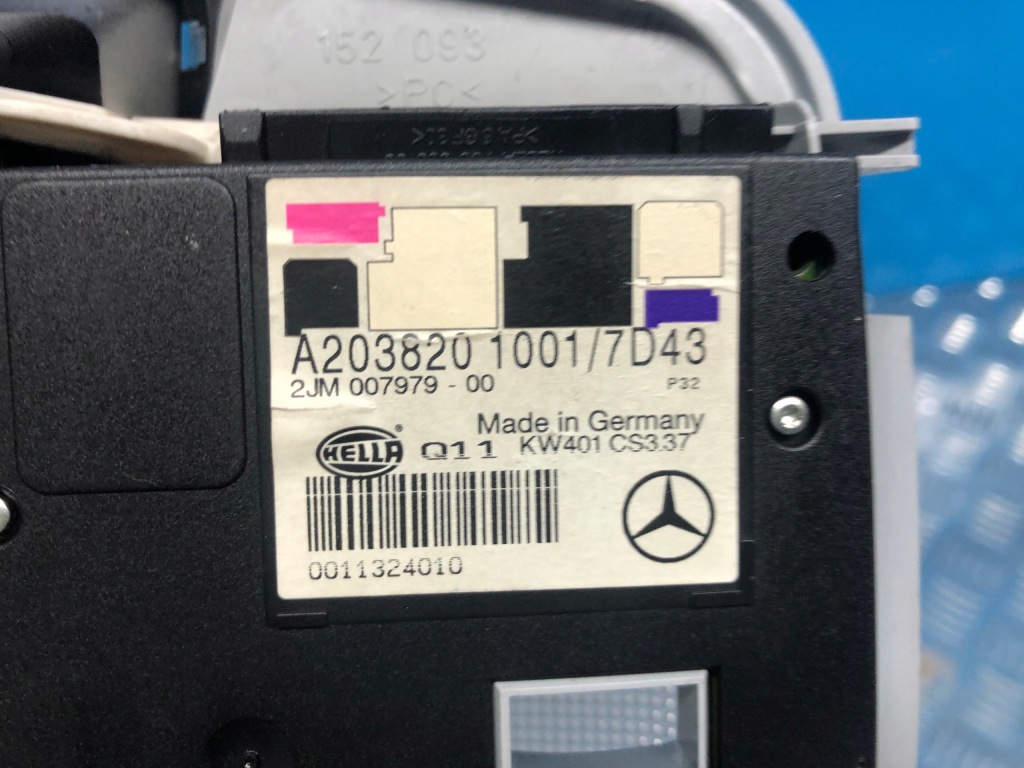 152 093
>PC<
A203820 1001/7D43
2JM 007979 - 00 P32
Made in Germany
HELLA® Q11 KW401 CS3.37
0011324010